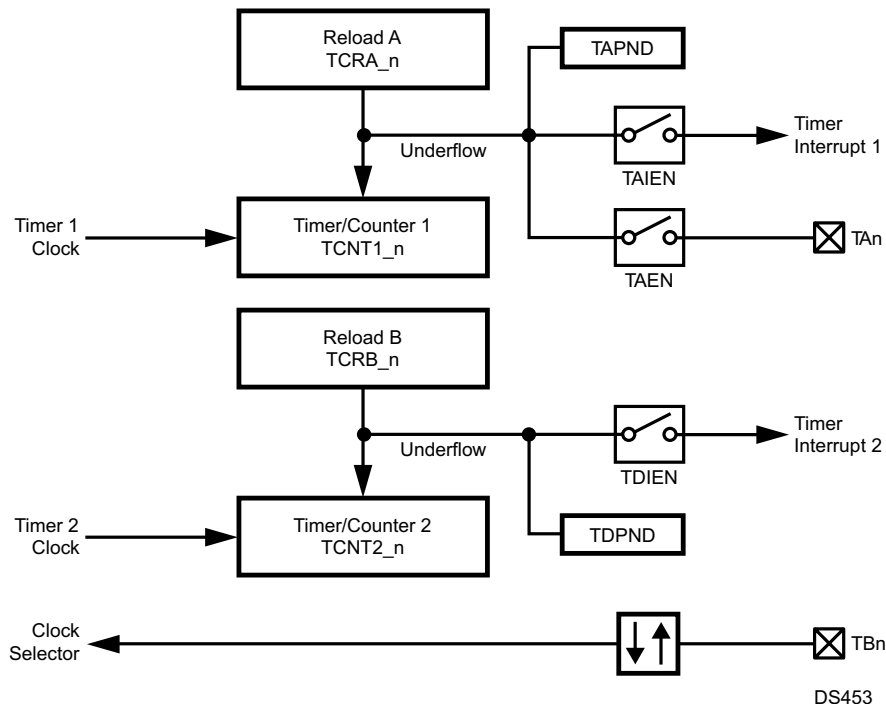 Reload A
TCRA_n
TAPND
Underflow
TAIEN
Timer
Interrupt 1
Timer 1
Clock
Timer/Counter 1
TCNT1_n
TAEN
TAn
Reload B
TCRB_n
Underflow
TDIEN
Timer
Interrupt 2
Timer 2
Clock
Timer/Counter 2
TCNT2_n
TDPND
Clock
Selector
TBn
DS453